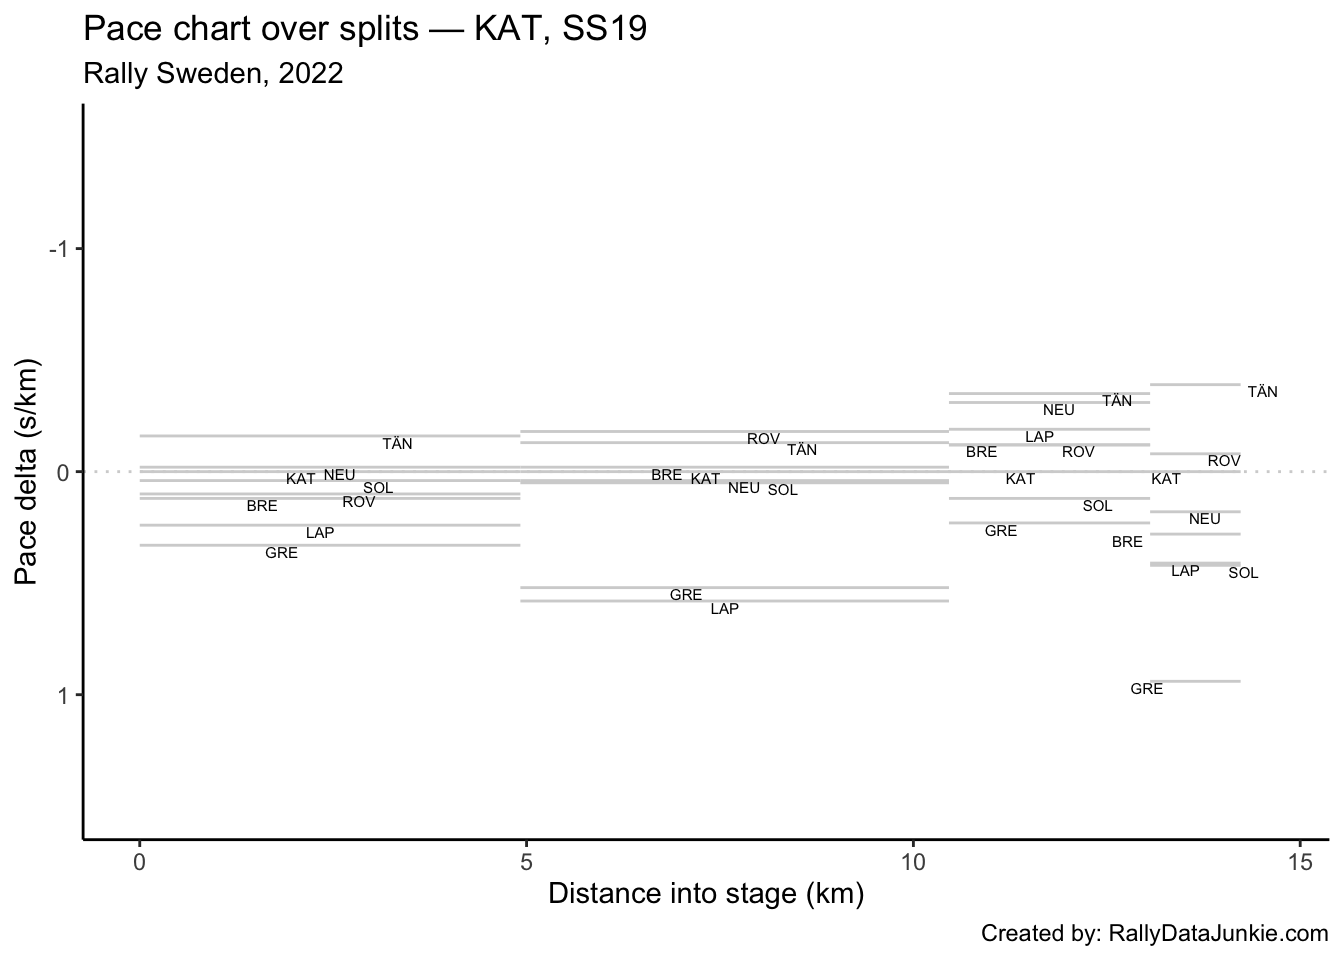 Pace chart over splits — KAT, SS19
Rally Sweden, 2022
Pace delta (s/km)
-1
0
1
TÄN
KAT
NEU
SOL
BRE
ROV
LAP
GRE
ROV
TÄN
BRE
KAT
NEU
SOL
GRE
LAP
TÄN
NEU
LAP
BRE
ROV
KAT
SOL
GRE
TÄN
ROV
KAT
NEU
BRE
LAP
SOL
GRE
0
5
10
15
Distance into stage (km)
Created by: RallyDataJunkie.com